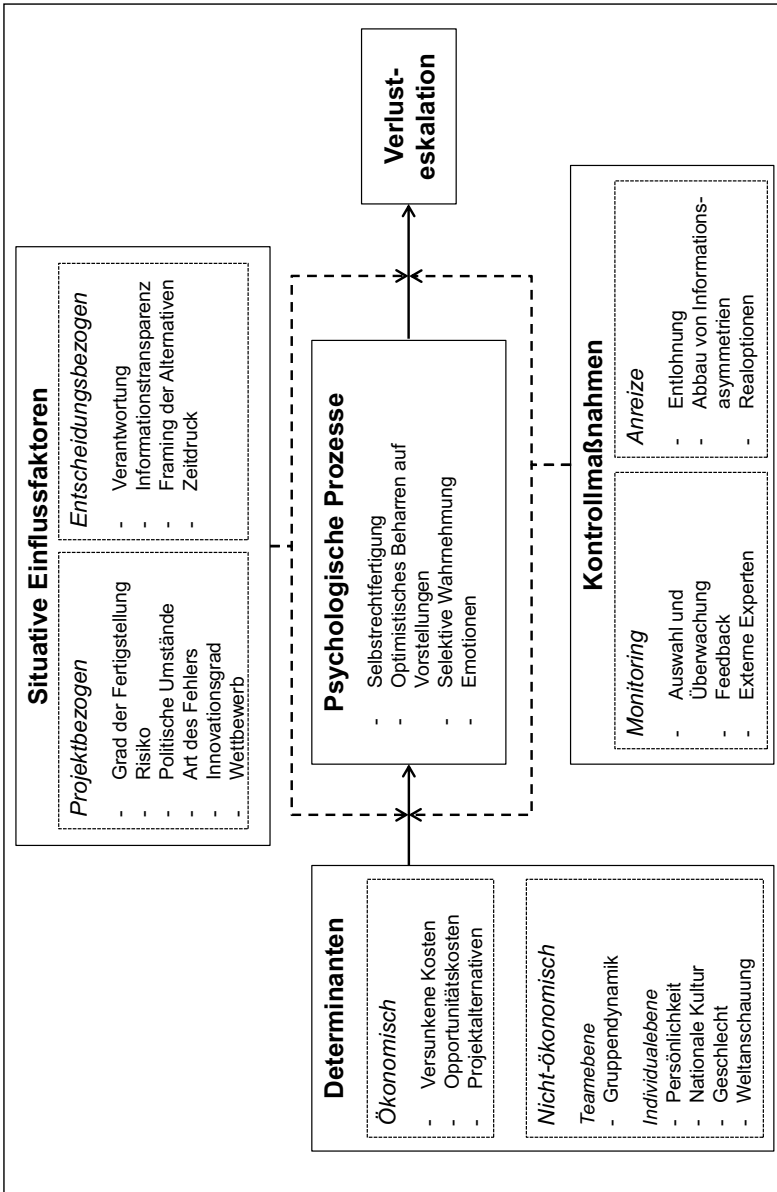 Situative Einflussfaktoren
Projektbezogen
- Grad der Fertigstellung
- Risiko
- Politische Umstände
- Art des Fehlers
- Innovationsgrad
- Wettbewerb
Entscheidungsbezogen
- Verantwortung
- Informationstransparenz
- Framing der Alternativen
- Zeitdruck
Determinanten
Ökonomisch
- Versunkene Kosten
- Opportunitätskosten
- Projektalternativen
Nicht-ökonomisch
Teamebene
- Gruppendynamik
Individualebene
- Persönlichkeit
- Nationale Kultur
- Geschlecht
- Weltanschauung
Psychologische Prozesse
- Selbstrechtfertigung
- Optimistisches Beharren auf
Vorstellungen
- Selektive Wahrnehmung
- Emotionen
Verlust-
eskalation
Kontrollmaßnahmen
Monitoring
- Auswahl und
Überwachung
- Feedback
- Externe Experten
Anreize
- Entlohnung
- Abbau von Informations-
asymmetrien
- Realoptionen